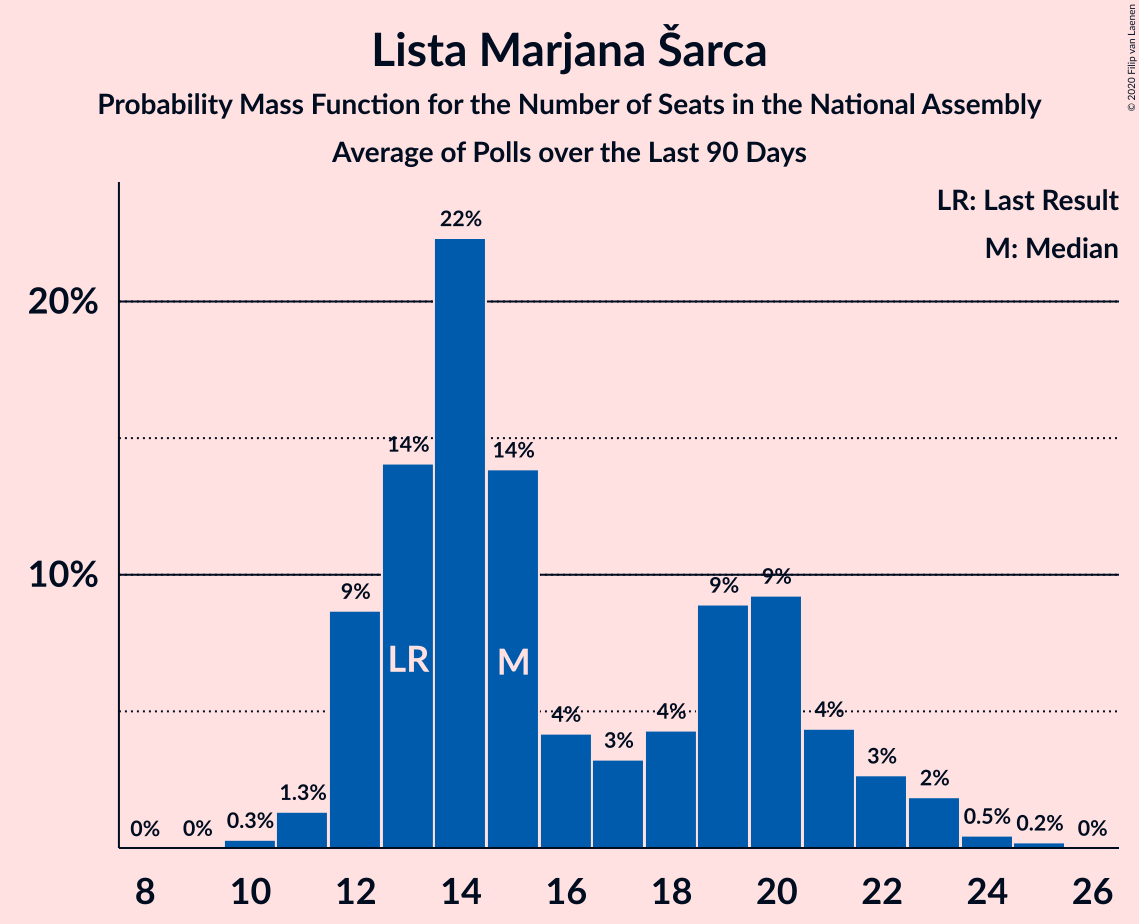 Lista Marjana Šarca
Probability Mass Function for the Number of Seats in the National Assembly
Average of Polls over the Last 90 Days
© 2020 Filip van Laenen
LR: Last Result
M: Median
20%
10%
0%
0%
0.3%
1.3%
9%
14%
22%
14%
4%
3%
4%
9%
9%
4%
3%
2%
0.5%
0.2%
0%
LR
M
8 10 12 14 16 18 20 22 24 26